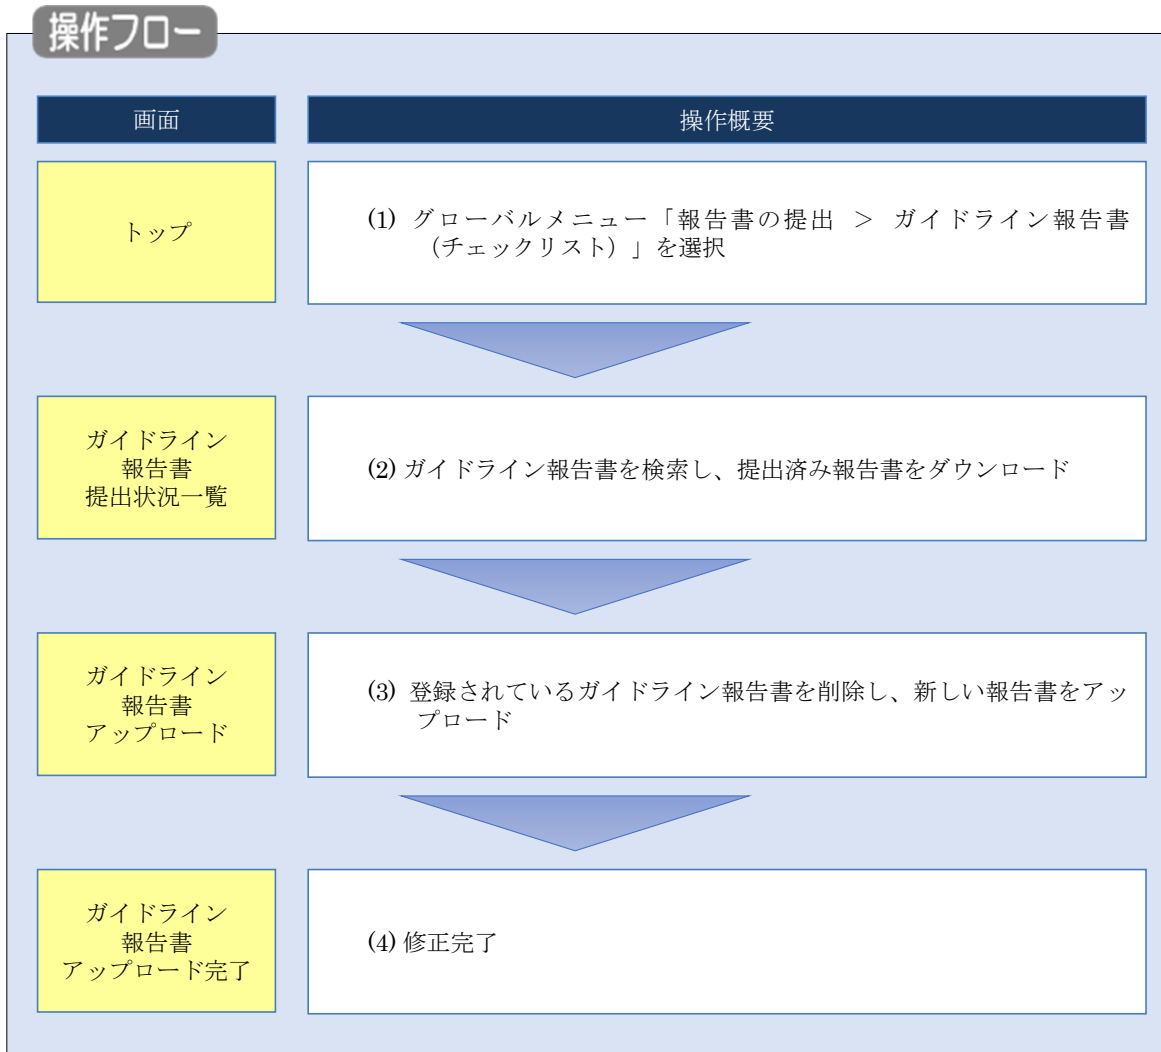 操作フロー
画面
操作概要
トップ
(1) グローバルメニュー「報告書の提出 ＞ ガイドライン報告書
（チェックリスト）」を選択
ガイドライン
報告書
提出状況一覧
(2) ガイドライン報告書を検索し、提出済み報告書をダウンロード
ガイドライン
報告書
アップロード
(3) 登録されているガイドライン報告書を削除し、新しい報告書をアッ
プロード
ガイドライン
報告書
アップロード完了
(4) 修正完了